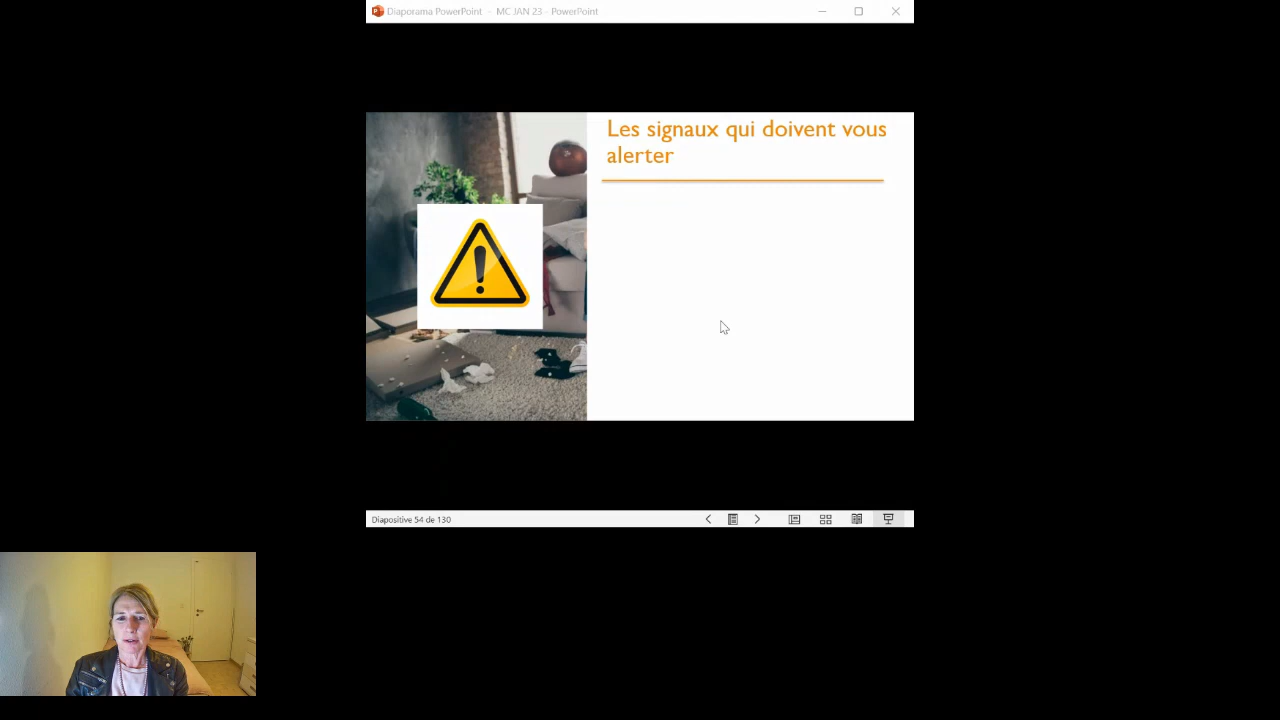 Diaporama PowerPoint - MC JAN 23 - PowerPoint
Les signaux qui doivent vous
alerter
Diapositive 54 de 130